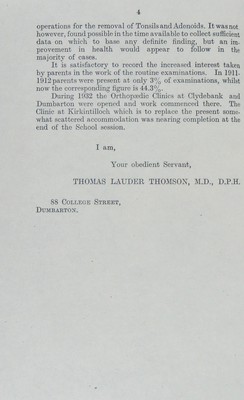 4
operations for the removal of Tonsils and Adenoids. It was not
however, found possible in the time available to collect sufficient
data on which to base any definite finding, but an im-
provement in health would appear to follow in the
majority of cases.
It is satisfactory to record the increased interest taken
by parents in the work of the routine examinations. In 1911-
1912 parents were present at only 3% of examinations, whilst
now the corresponding figure is 44.3%.
During 1932 the Orthopædic Clinics at Clydebank and
Dumbarton were opened and work commenced there. The
Clinic at Kirkintilloch which is to replace the present some-
what scattered accommodation was nearing completion at the
end of the School session.
I am,
Your obedient Servant,
THOMAS LAUDER THOMSON, M.D., D.P.H.
88 College Street,
Dumbarton.